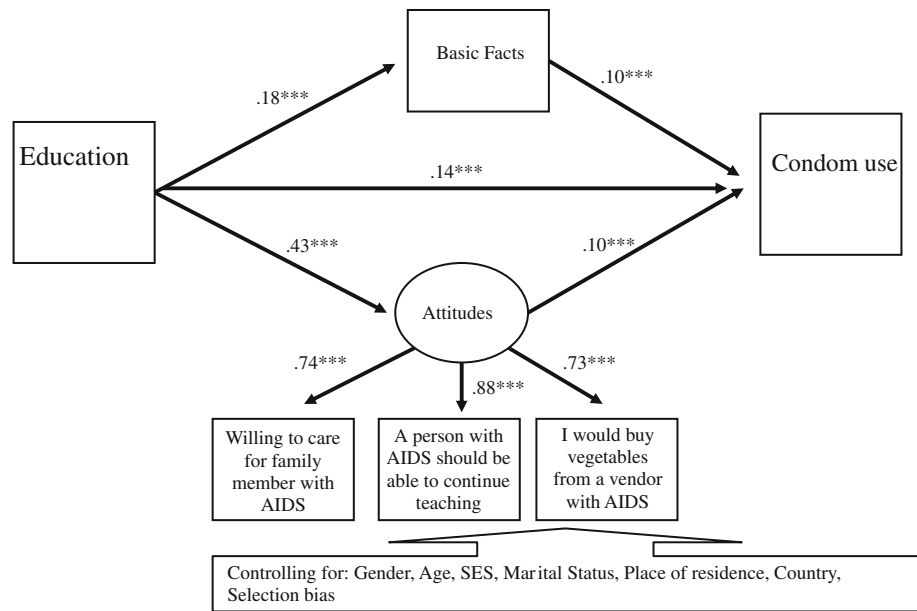 Basic Facts
.18***
.10***
Education
Condom use
.14***
.43***
.10***
Attitudes
.74***
.88***
.73***
Willing to care
for family
member with
AIDS
A person with
AIDS should be
able to continue
teaching
I would buy
vegetables
from a vendor
with AIDS
Controlling for: Gender, Age, SES, Marital Status, Place of residence, Country,
Selection bias